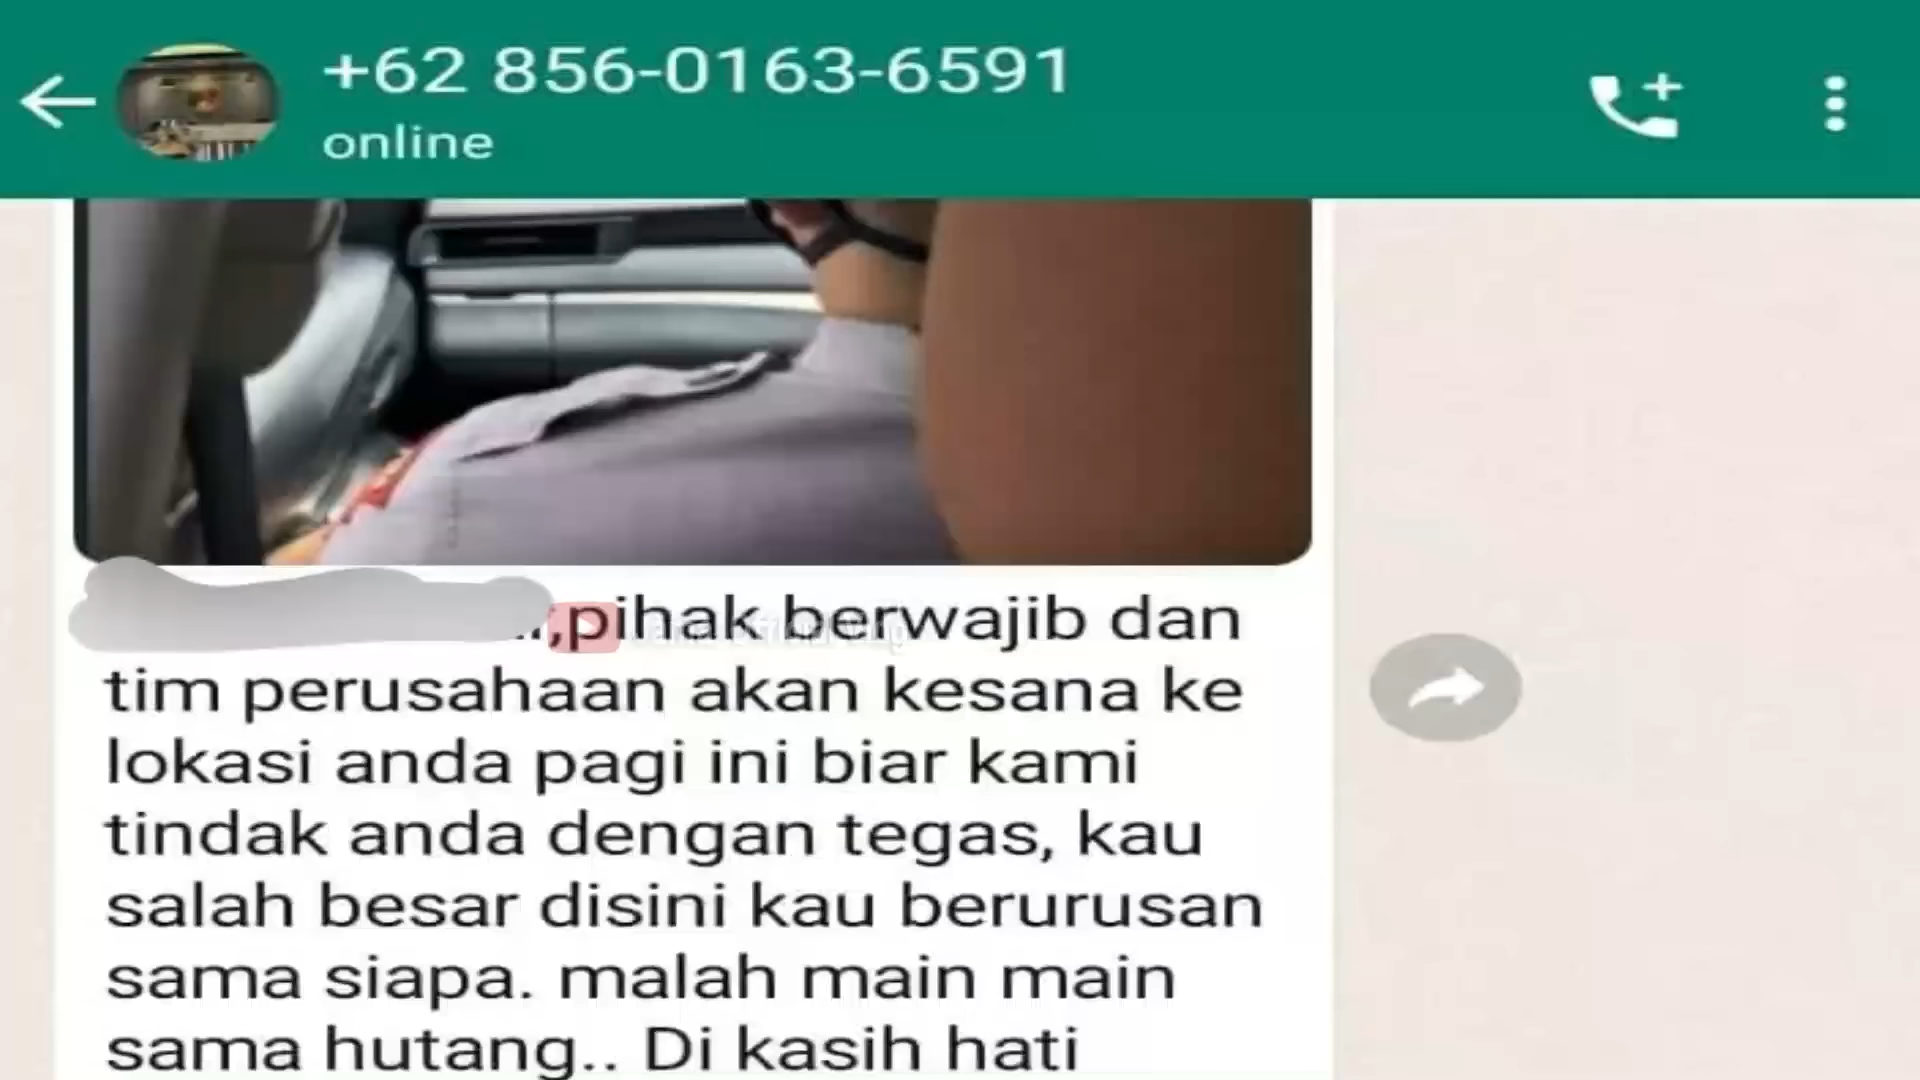 +62 856-0163-6591
online
,pihak berwajib dan
tim perusahaan akan kesana ke
lokasi anda pagi ini biar kami
tindak anda dengan tegas, kau
salah besar disini kau berurusan
sama siapa. malah main main
sama hutang.. Di kasih hati